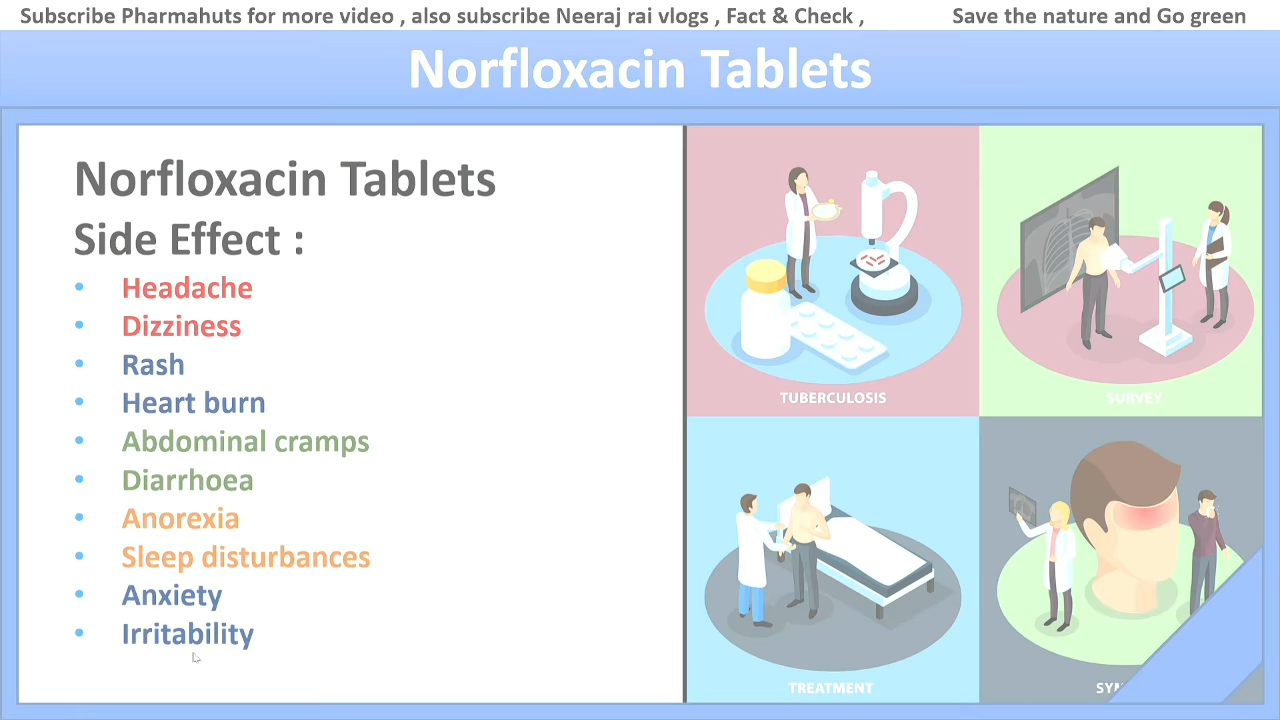 Subscribe Pharmahuts for more video , also subscribe Neeraj rai vlogs , Fact & Check , Save the nature and Go green
Norfloxacin Tablets
Norfloxacin Tablets
Side Effect :
• Headache
• Dizziness
• Rash
• Heart burn
• Abdominal cramps
• Diarrhoea
• Anorexia
• Sleep disturbances
• Anxiety
• Irritability
TUBERCULOSIS
SURVEY
TREATMENT